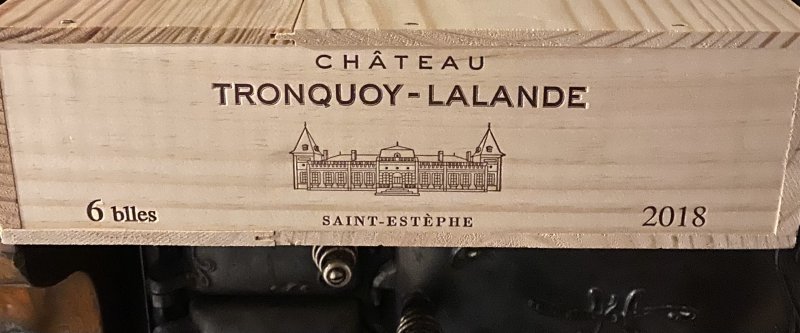 CHÂTEAU
TRONQUOY-LALANDE
SAINT-ESTÈPHE
6 blles
2018